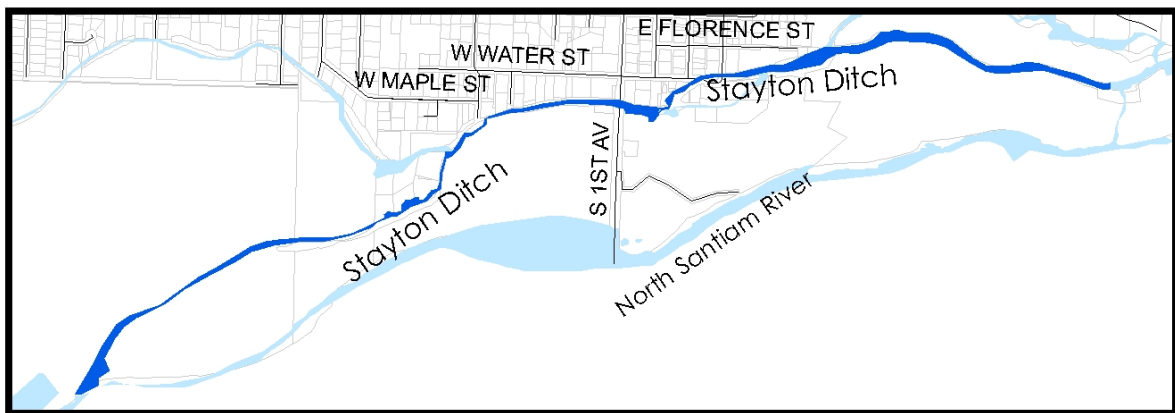 E FLORENCE ST
W WATER ST
W MAPLE ST
Stayton Ditch
S 1ST AV
Stayton Ditch
North Santiam River